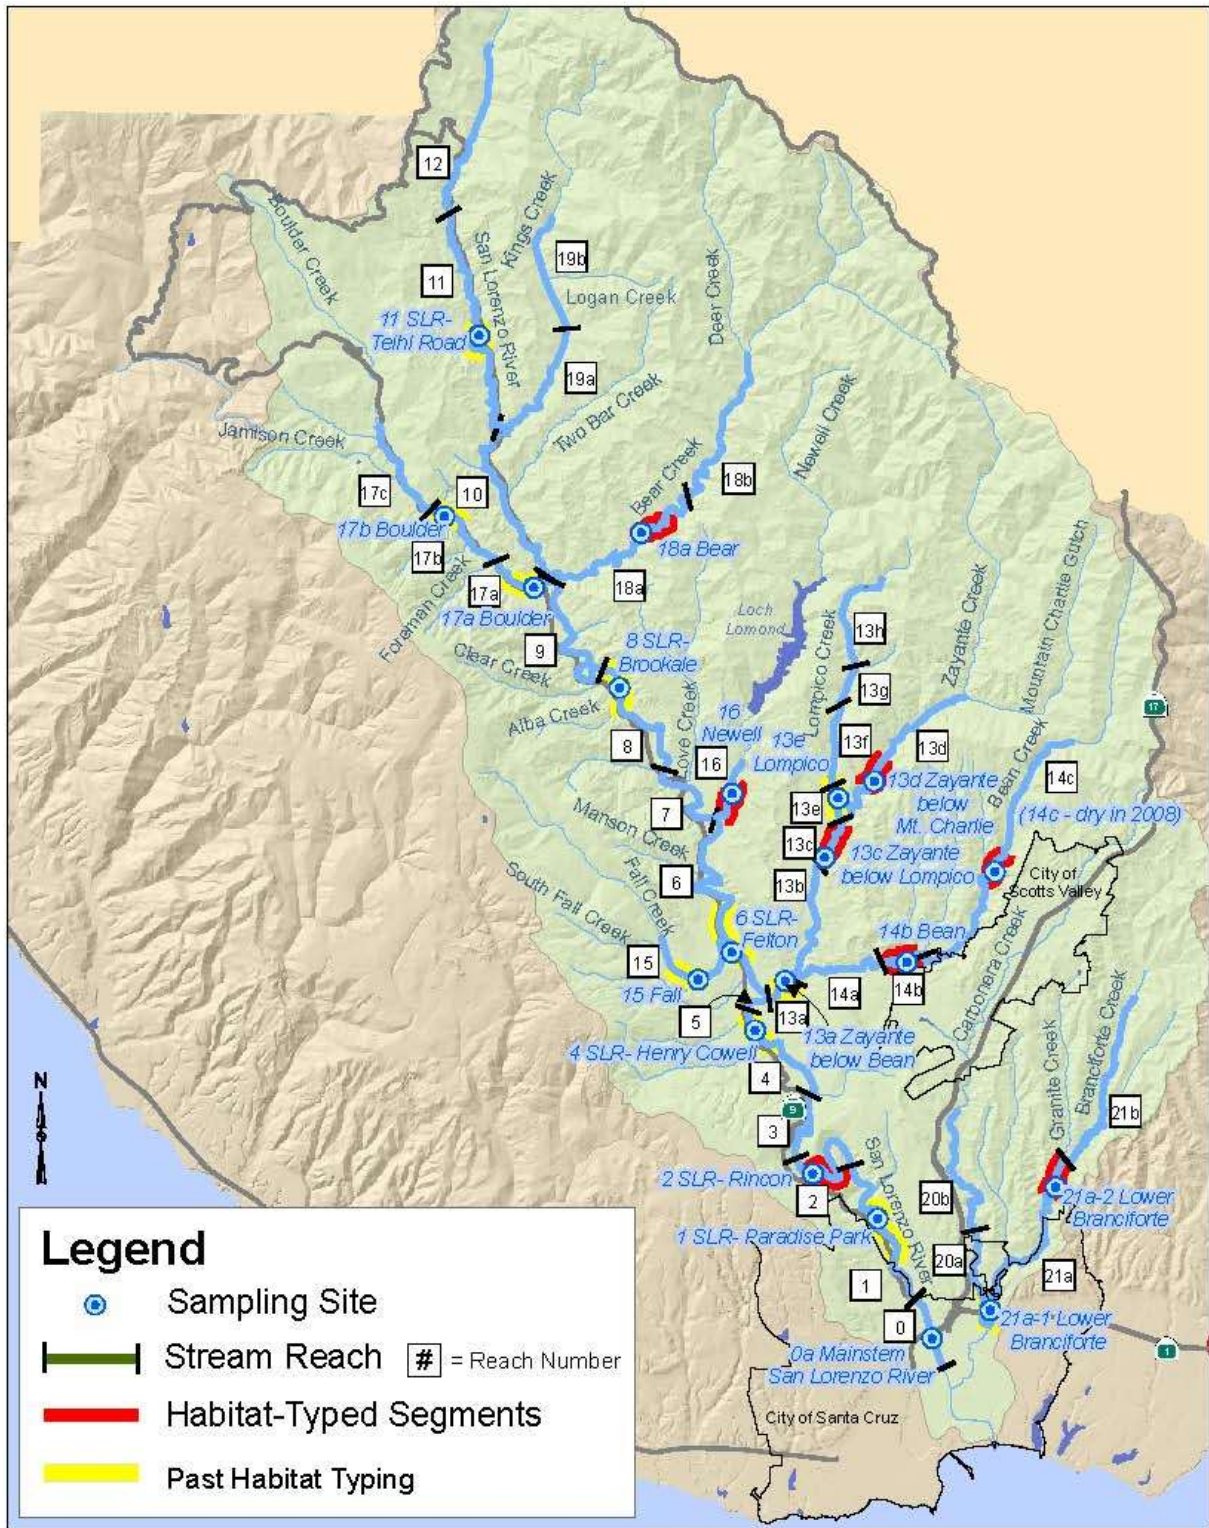 12
Boulder Creek
San Lorenzo River
Kings Creek
19b
11
Logan Creek
Deer Creek
11 SLR-
Teihl Road
19a
Two Bar Creek
Newell Creek
Jamison Creek
17c
10
Bear Creek
18b
17b Boulder
18a Bear
17b
Foreman Creek
17a
18a
17a Boulder
Loch
Lomond
Lompico Creek
13h
Zayante Creek
Mountain Charlie Gulch
9
Clear Creek
8 SLR-
Brookale
13g
17
Alba Creek
Love Creek
16
Newell
13e
Lompico
13f
13d
Bean Creek
8
16
14c
7
13e
13d Zayante
below
Mt. Charlie
(14c - dry in 2008)
Manson Creek
13c
13c Zayante
below Lompico
City of
Scotts Valley
6
13b
Fall Creek
South Fall Creek
6 SLR-
Felton
14b Bean
Carbonera Creek
15
15 Fall
14a
14b
5
13a
13a Zayante
below Bean
4 SLR- Henry Cowell
4
Granite Creek
Branciforte Creek
9
3
21b
San Lorenzo River
2 SLR- Rincon
2
20b
21a-2 Lower
Branciforte
1 SLR- Paradise Park
20a
21a
1
0
21a-1 Lower
Branciforte
0a Mainstem
San Lorenzo River
1
City of Santa Cruz
N
Legend
Sampling Site
Stream Reach # = Reach Number
Habitat-Typed Segments
Past Habitat Typing